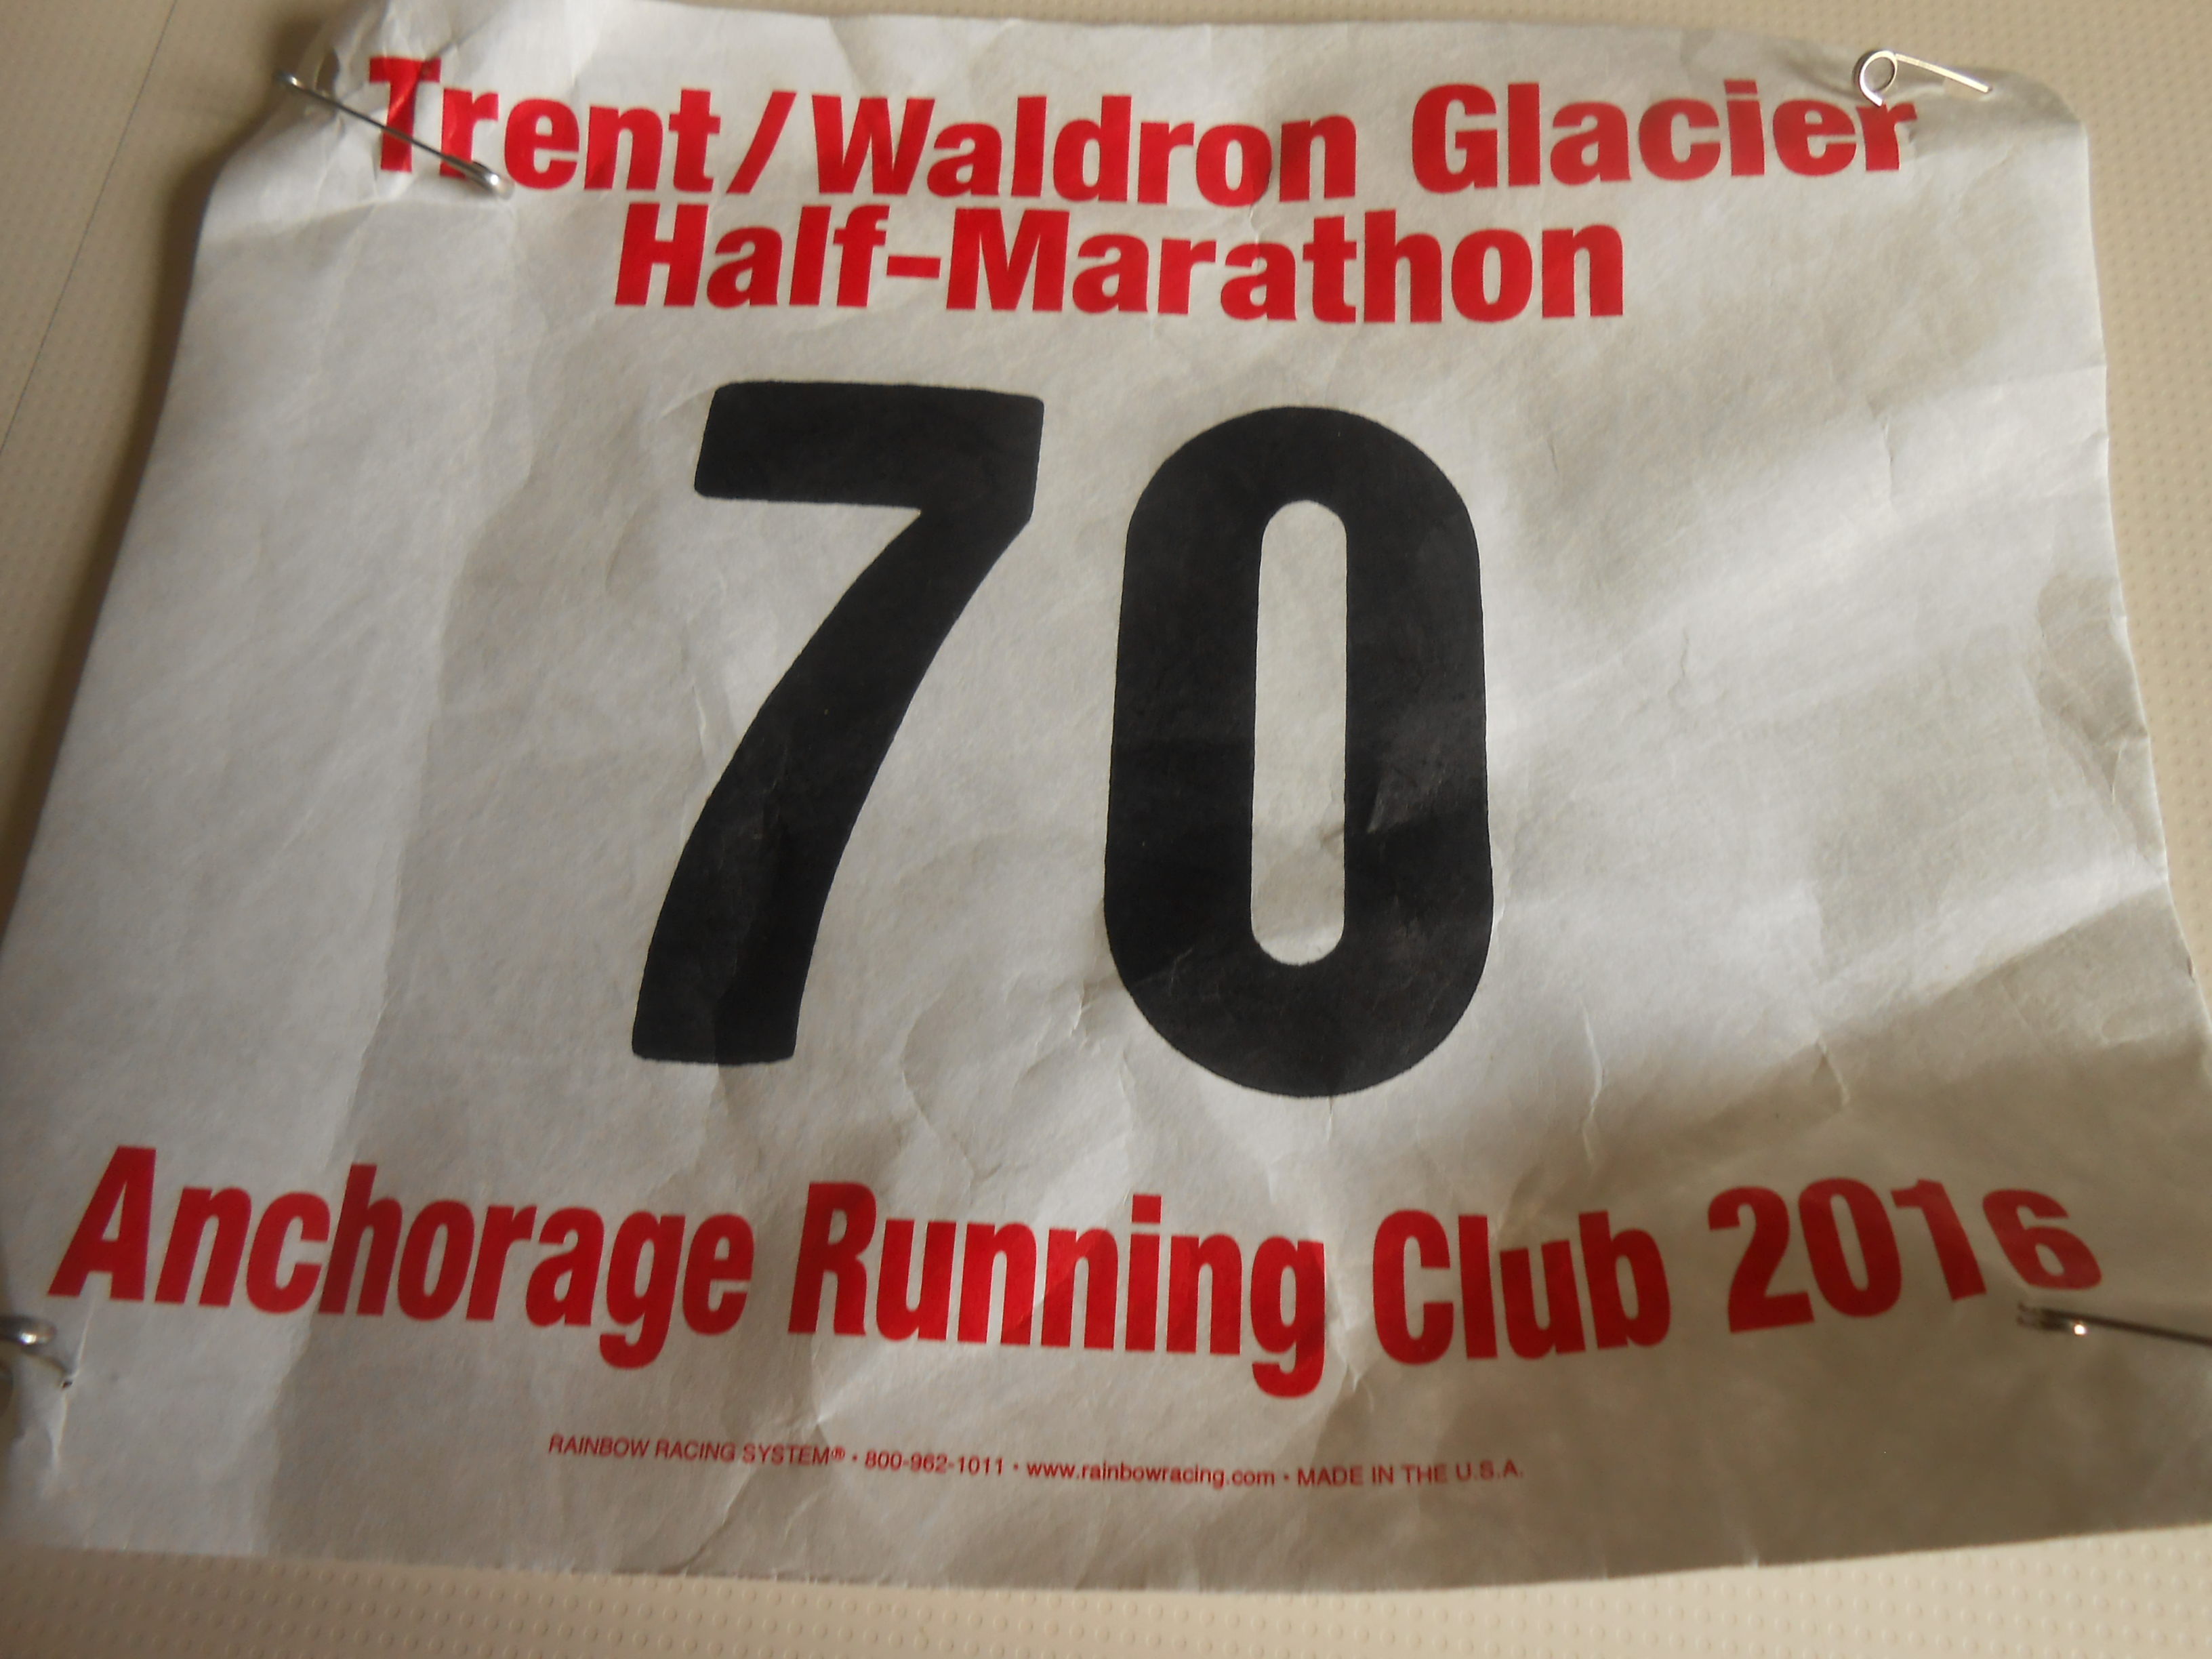 Trent/Waldron Glacier
Half-Marathon
70
Anchorage Running Club 2016
RAINBOW RACING SYSTEM® • 800-962-1011 • www.rainbowracing.com • MADE IN THE U.S.A.